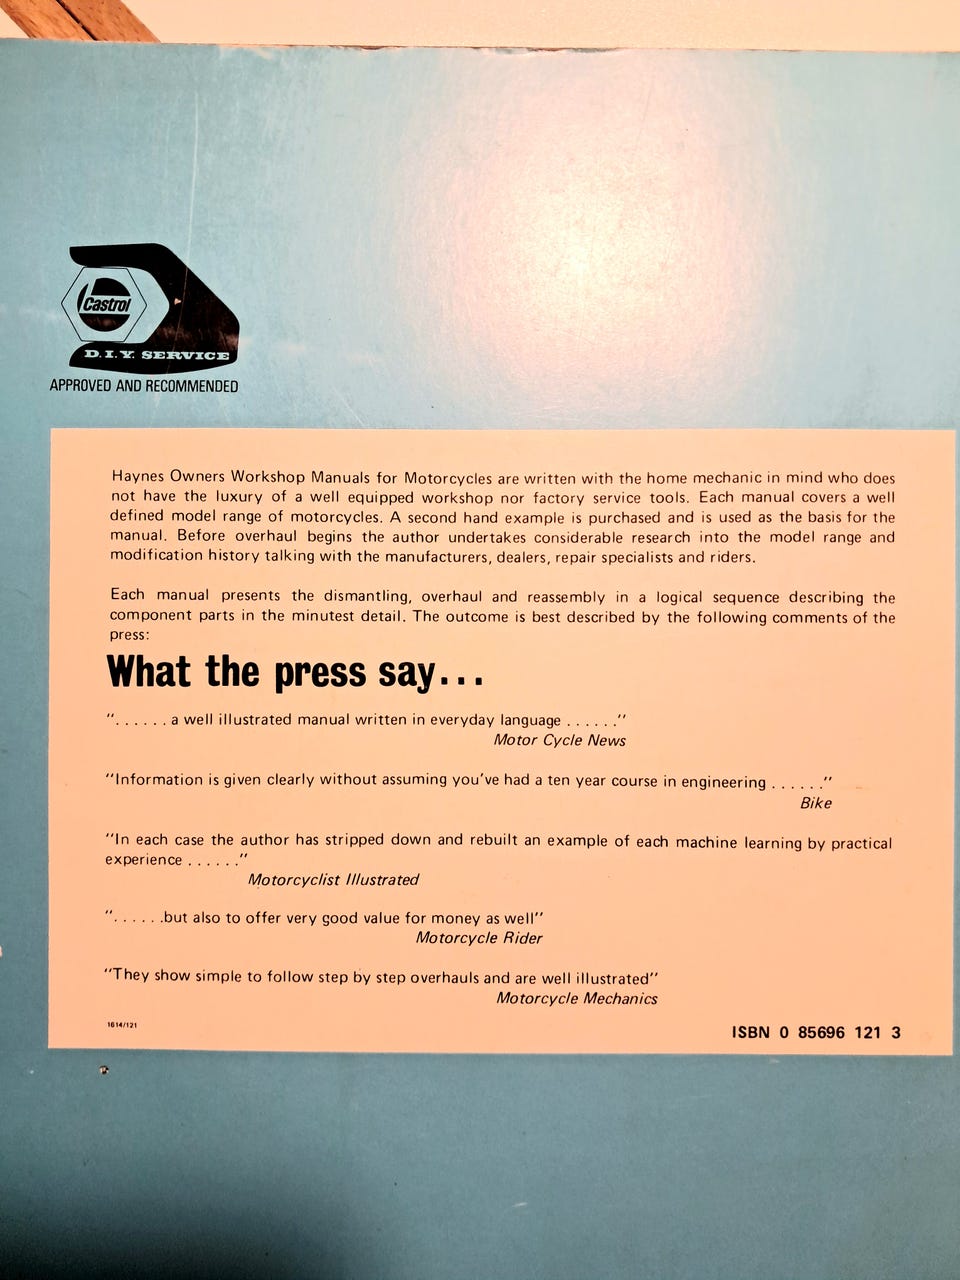 Castrol
D.I.Y. SERVICE
APPROVED AND RECOMMENDED
Haynes Owners Workshop Manuals for Motorcycles are written with the home mechanic in mind who does
not have the luxury of a well equipped workshop nor factory service tools. Each manual covers a well
defined model range of motorcycles. A second hand example is purchased and is used as the basis for the
manual. Before overhaul begins the author undertakes considerable research into the model range and
modification history talking with the manufacturers, dealers, repair specialists and riders.
Each manual presents the dismantling, overhaul and reassembly in a logical sequence describing the
component parts in the minutest detail. The outcome is best described by the following comments of the
press:
What the press say...
"......a well illustrated manual written in everyday language ......"
Motor Cycle News
"Information is given clearly without assuming you've had a ten year course in engineering ......"
Bike
"In each case the author has stripped down and rebuilt an example of each machine learning by practical
experience ......"
Motorcyclist Illustrated
"......but also to offer very good value for money as well"
Motorcycle Rider
"They show simple to follow step by step overhauls and are well illustrated"
Motorcycle Mechanics
1614/121
ISBN 0 85696 121 3